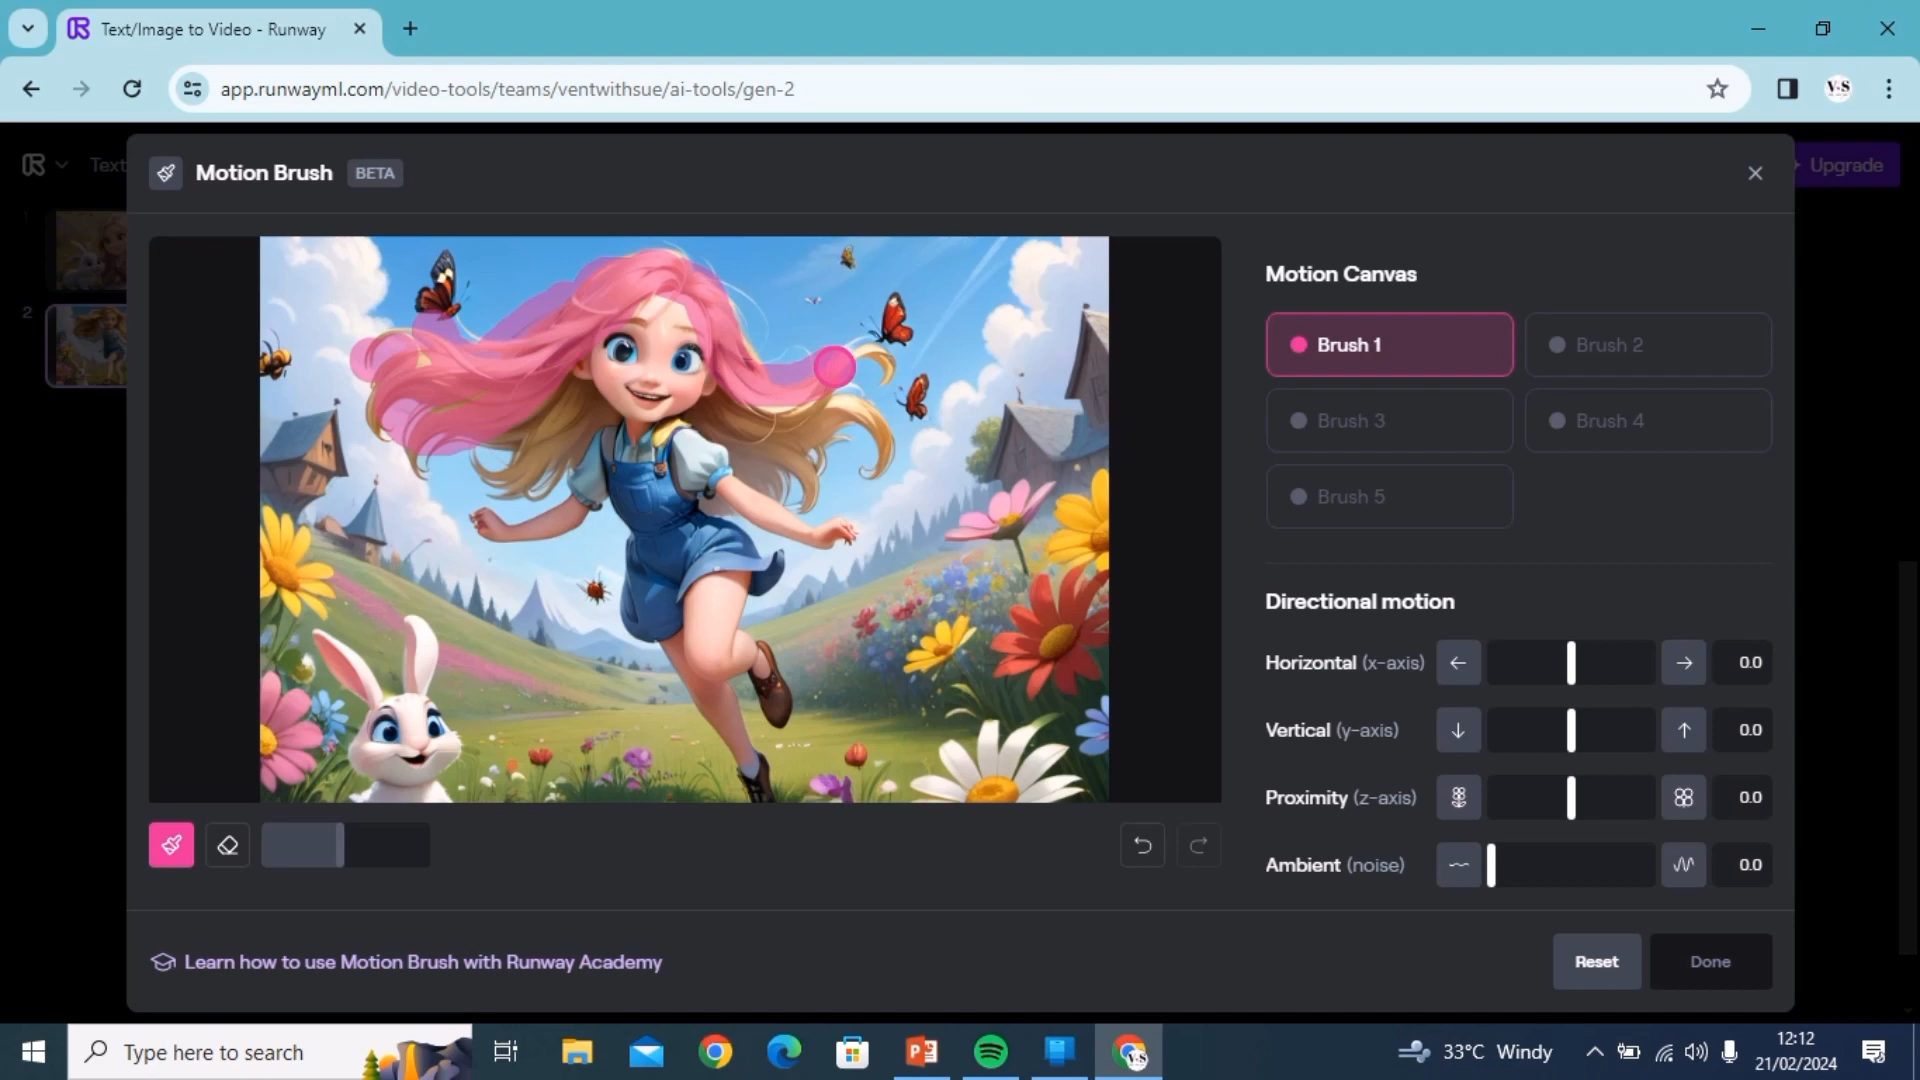 Text/Image to Video - Runway
app.runwayml.com/video-tools/teams/ventwithsue/ai-tools/gen-2
V·S
Text
Upgrade
1
2
Motion Brush BETA
Motion Canvas
Brush 1
Brush 2
Brush 3
Brush 4
Brush 5
Directional motion
Horizontal (x-axis) 0.0
Vertical (y-axis) 0.0
Proximity (z-axis) 0.0
Ambient (noise) 0.0
Learn how to use Motion Brush with Runway Academy
Reset
Done
Type here to search
33°C Windy
12:12
21/02/2024